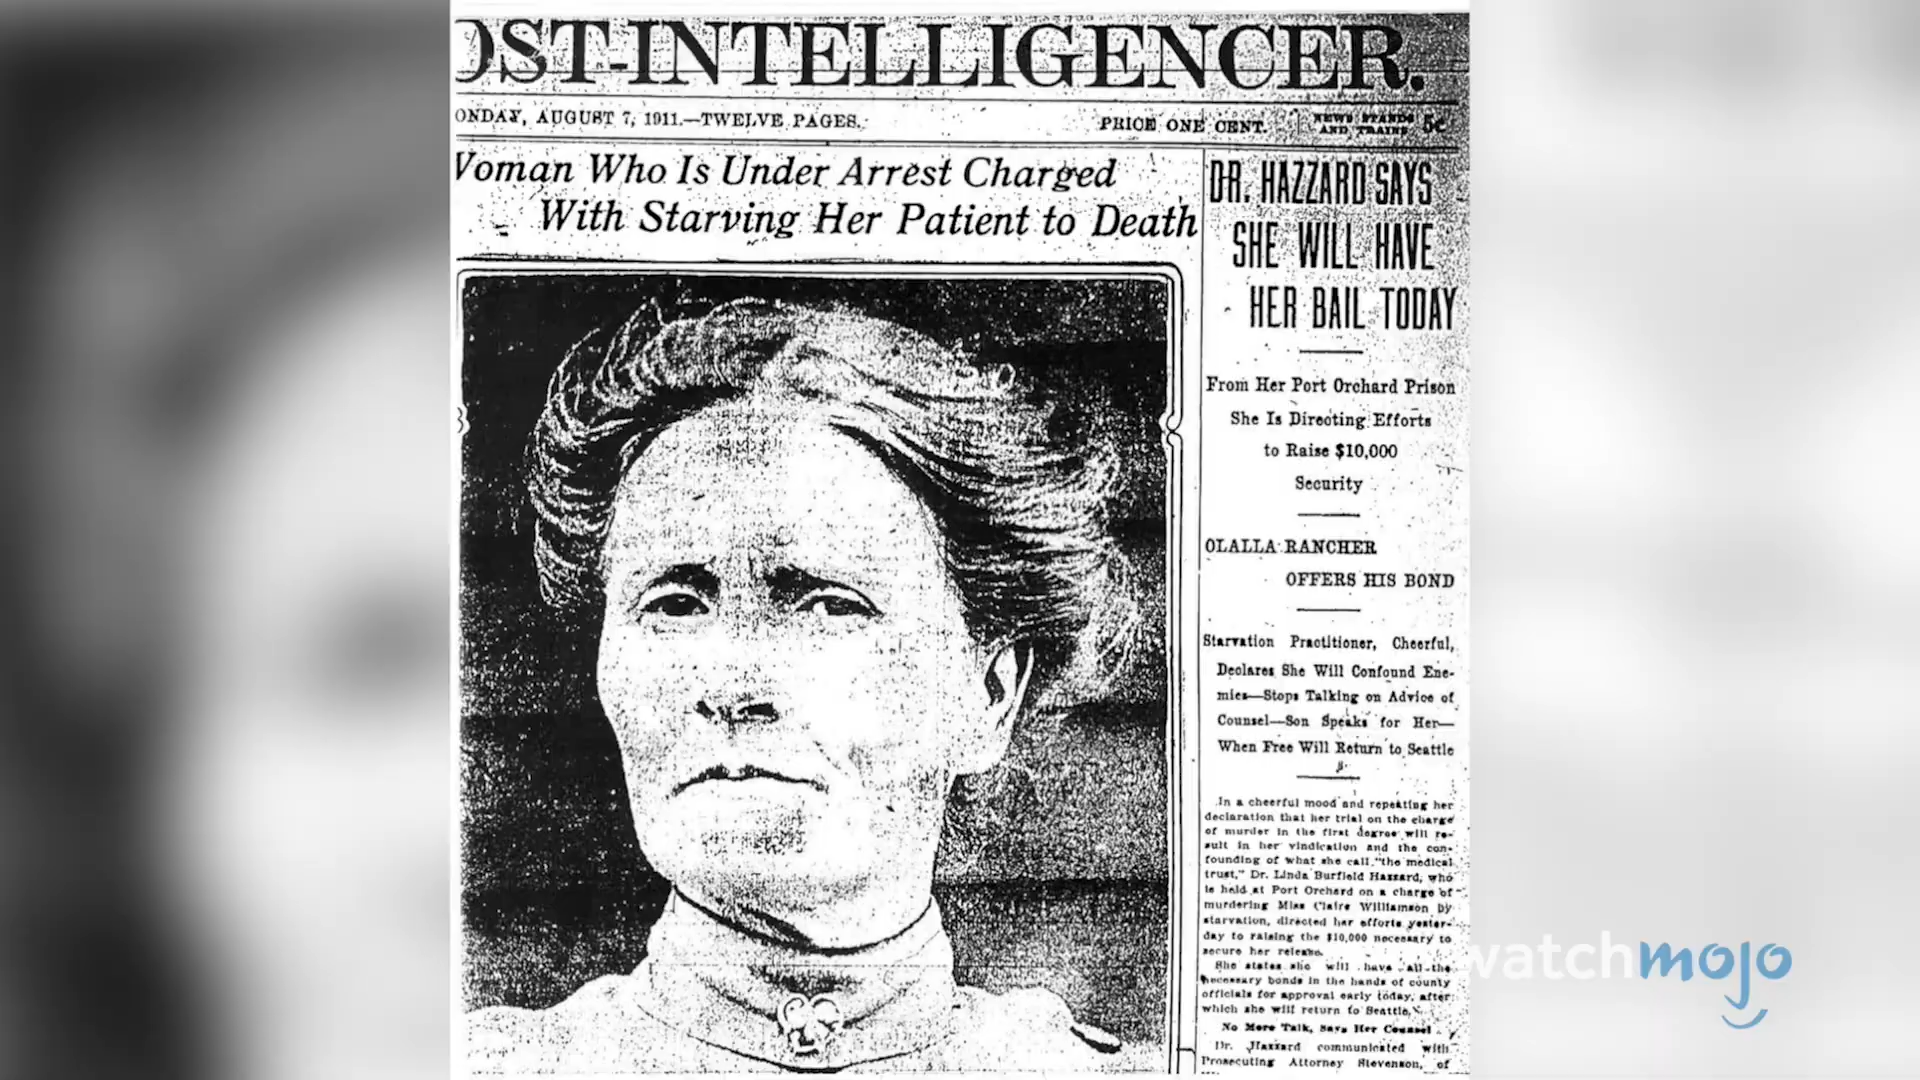 OST-INTELLIGENCER.
ONDAY, AUGUST 7, 1911.—TWELVE PAGES.
PRICE ONE CENT.
NEWS STANDS
AND TRAINS 5c
Woman Who Is Under Arrest Charged
With Starving Her Patient to Death
DR. HAZZARD SAYS
SHE WILL HAVE
HER BAIL TODAY
From Her Port Orchard Prison
She Is Directing Efforts
to Raise $10,000
Security
OLALLA RANCHER
OFFERS HIS BOND
Starvation Practitioner, Cheerful,
Declares She Will Confound Ene-
mies—Stops Talking on Advice of
Counsel—Son Speaks for Her—
When Free Will Return to Seattle
In a cheerful mood and repeating her
declaration that her trial on the charge
of murder in the first degree will re-
sult in her vindication and the con-
founding of what she call "the medical
trust," Dr. Linda Burfield Hazzard, who
is held at Port Orchard on a charge of
murdering Miss Claire Williamson by
starvation, directed her efforts yester-
day to raising the $10,000 necessary to
secure her release.
She states she will have all the
necessary bonds in the hands of county
officials for approval early today, after
which she will return to Seattle.
No More Talk, Says Her Counsel
Dr. Hazzard communicated with
Prosecuting Attorney Stevenson, of
watchmojo